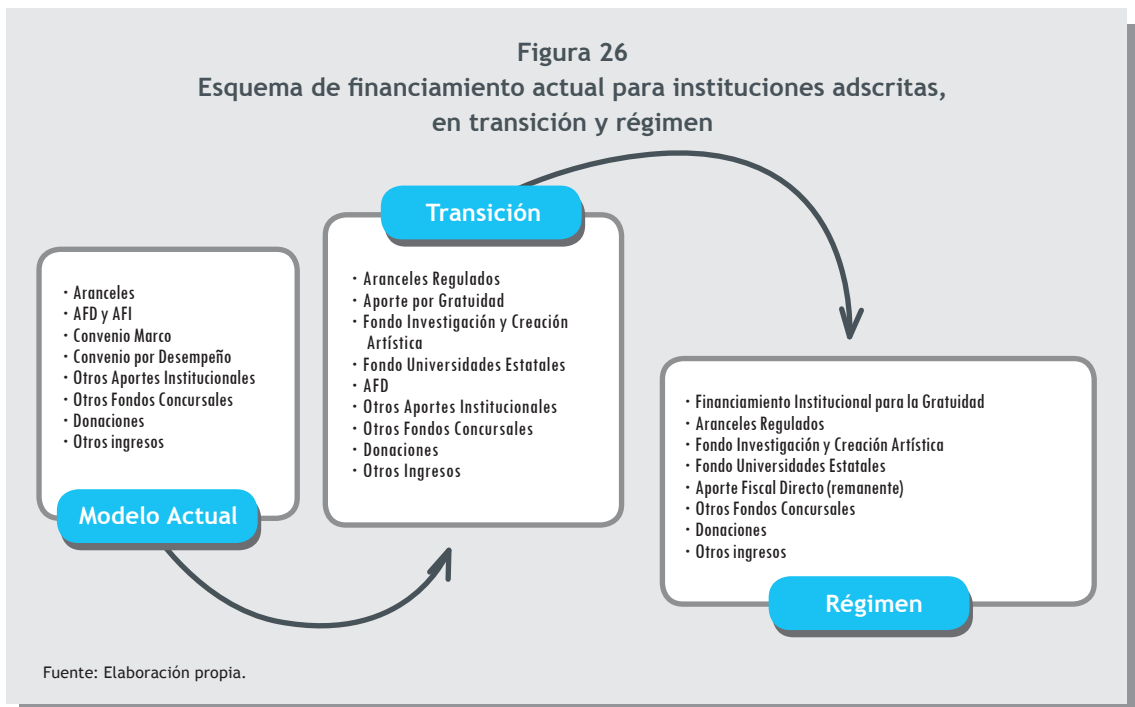 Figura 26
Esquema de financiamiento actual para instituciones adscritas,
en transición y régimen
· Aranceles
· AFD y AFI
· Convenio Marco
· Convenio por Desempeño
· Otros Aportes Institucionales
· Otros Fondos Concursales
· Donaciones
· Otros ingresos
Modelo Actual
Transición
· Aranceles Regulados
· Aporte por Gratuidad
· Fondo Investigación y Creación
Artística
· Fondo Universidades Estatales
· AFD
· Otros Aportes Institucionales
· Otros Fondos Concursales
· Donaciones
· Otros Ingresos
· Financiamiento Institucional para la Gratuidad
· Aranceles Regulados
· Fondo Investigación y Creación Artística
· Fondo Universidades Estatales
· Aporte Fiscal Directo (remanente)
· Otros Fondos Concursales
· Donaciones
· Otros ingresos
Régimen
Fuente: Elaboración propia.